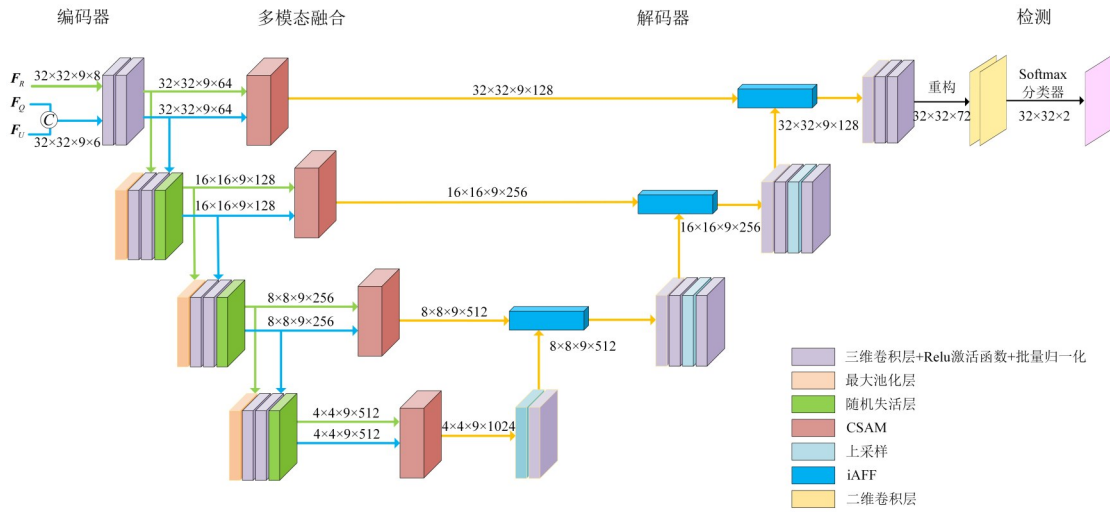 编码器 多模态融合 解码器 检测
F_R 32×32×9×8
F_Q
C
F_U
32×32×9×6
32×32×9×64
32×32×9×64
32×32×9×128
32×32×9×128
重构
32×32×72
Softmax
分类器
32×32×2
16×16×9×128
16×16×9×128
16×16×9×256
16×16×9×256
8×8×9×256
8×8×9×256
8×8×9×512
8×8×9×512
4×4×9×512
4×4×9×512
4×4×9×1024
三维卷积层+Relu激活函数+批量归一化
最大池化层
随机失活层
CSAM
上采样
iAFF
二维卷积层